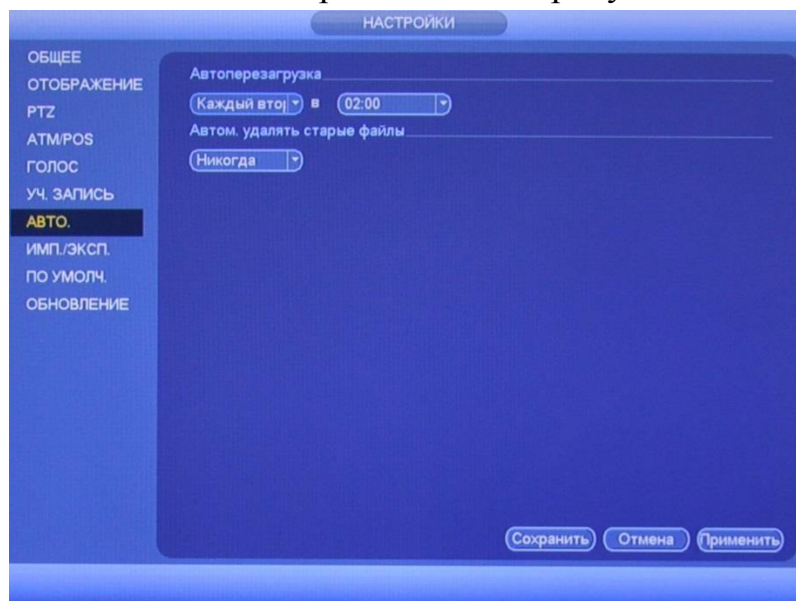 НАСТРОЙКИ
ОБЩЕЕ
ОТОБРАЖЕНИЕ
PTZ
ATM/POS
ГОЛОС
УЧ. ЗАПИСЬ
АВТО.
ИМП./ЭКСП.
ПО УМОЛЧ.
ОБНОВЛЕНИЕ
Автоперезагрузка
Каждый втор в 02:00
Автом. удалять старые файлы
Никогда
Сохранить Отмена Применить